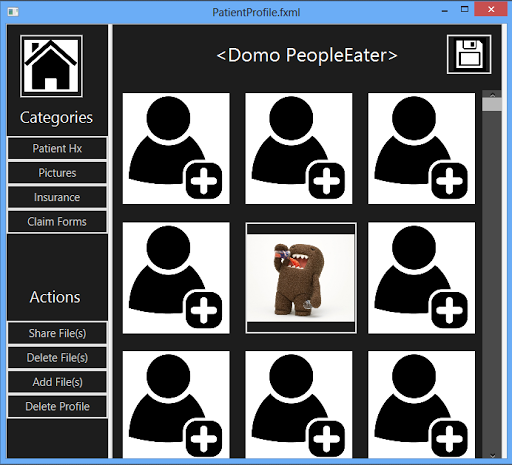 PatientProfile.fxml
<Domo PeopleEater>
Categories
Patient Hx
Pictures
Insurance
Claim Forms
Actions
Share File(s)
Delete File(s)
Add File(s)
Delete Profile